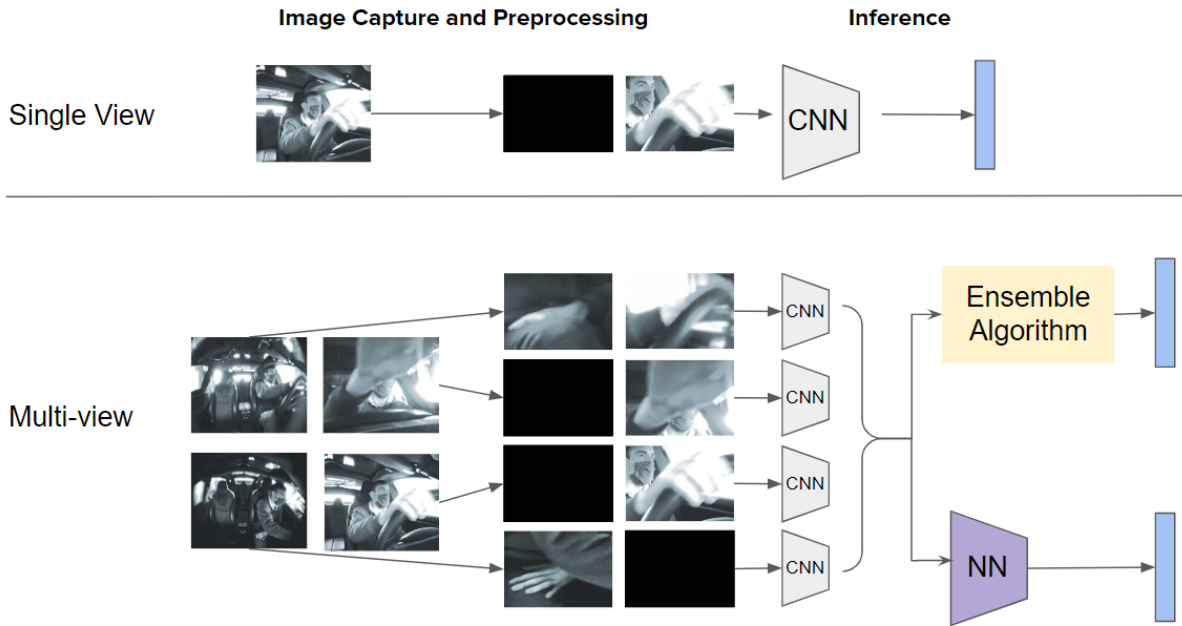 Image Capture and Preprocessing
Inference
Single View
CNN
Multi-view
CNN
CNN
CNN
CNN
Ensemble
Algorithm
NN